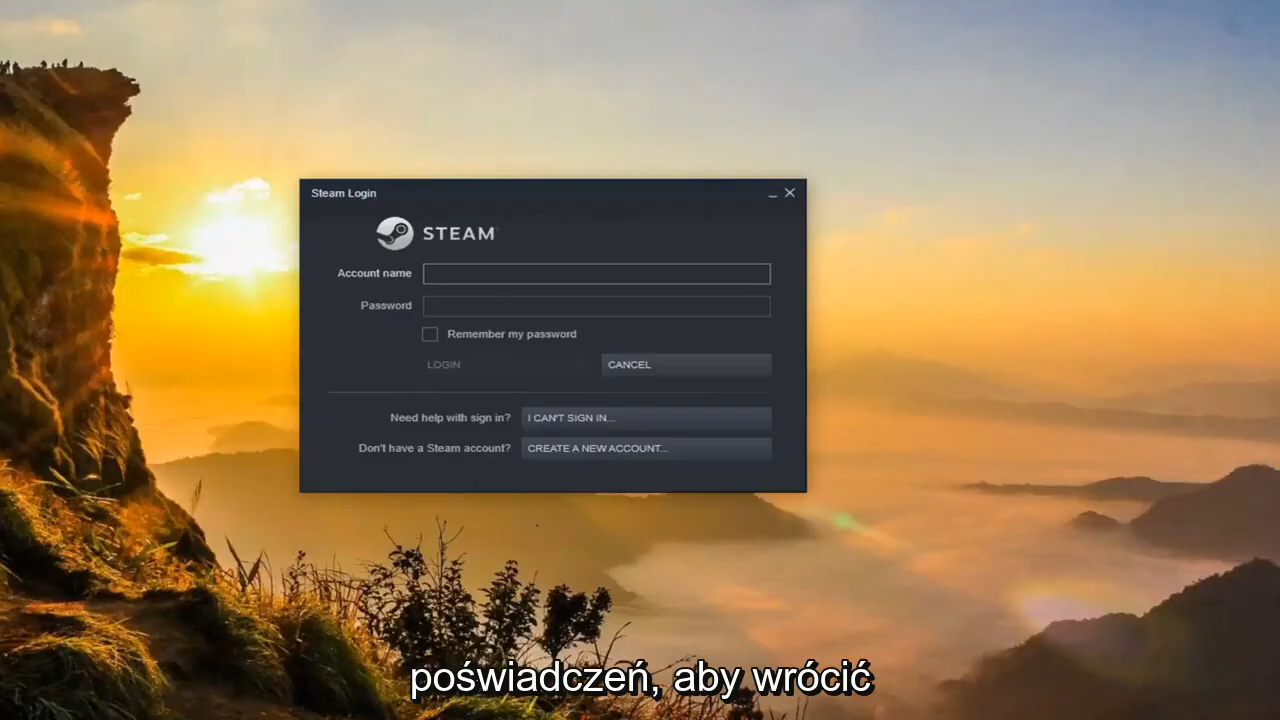 Steam Login
STEAM
Account name
Password
Remember my password
LOGIN
CANCEL
Need help with sign in?
I CAN'T SIGN IN...
Don't have a Steam account?
CREATE A NEW ACCOUNT...
poświadczeń, aby wrócić